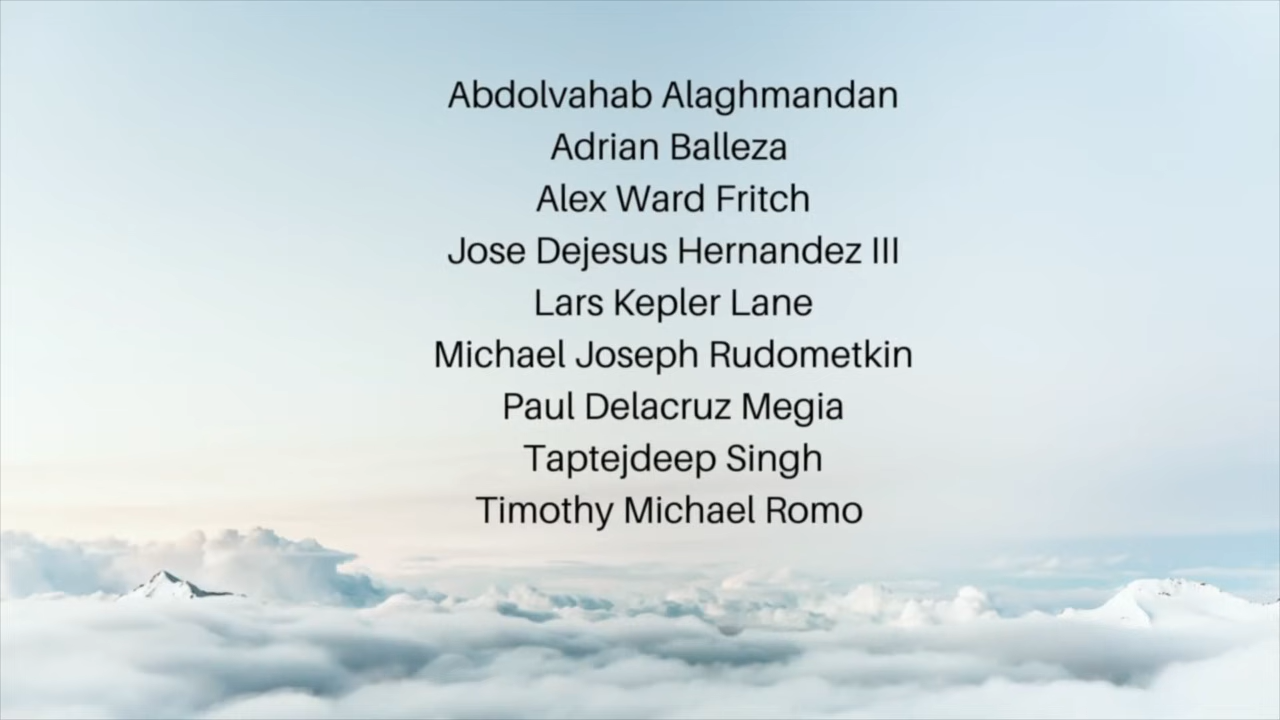 Abdolvahab Alaghmandan
Adrian Balleza
Alex Ward Fritch
Jose Dejesus Hernandez III
Lars Kepler Lane
Michael Joseph Rudometkin
Paul Delacruz Megia
Taptejdeep Singh
Timothy Michael Romo